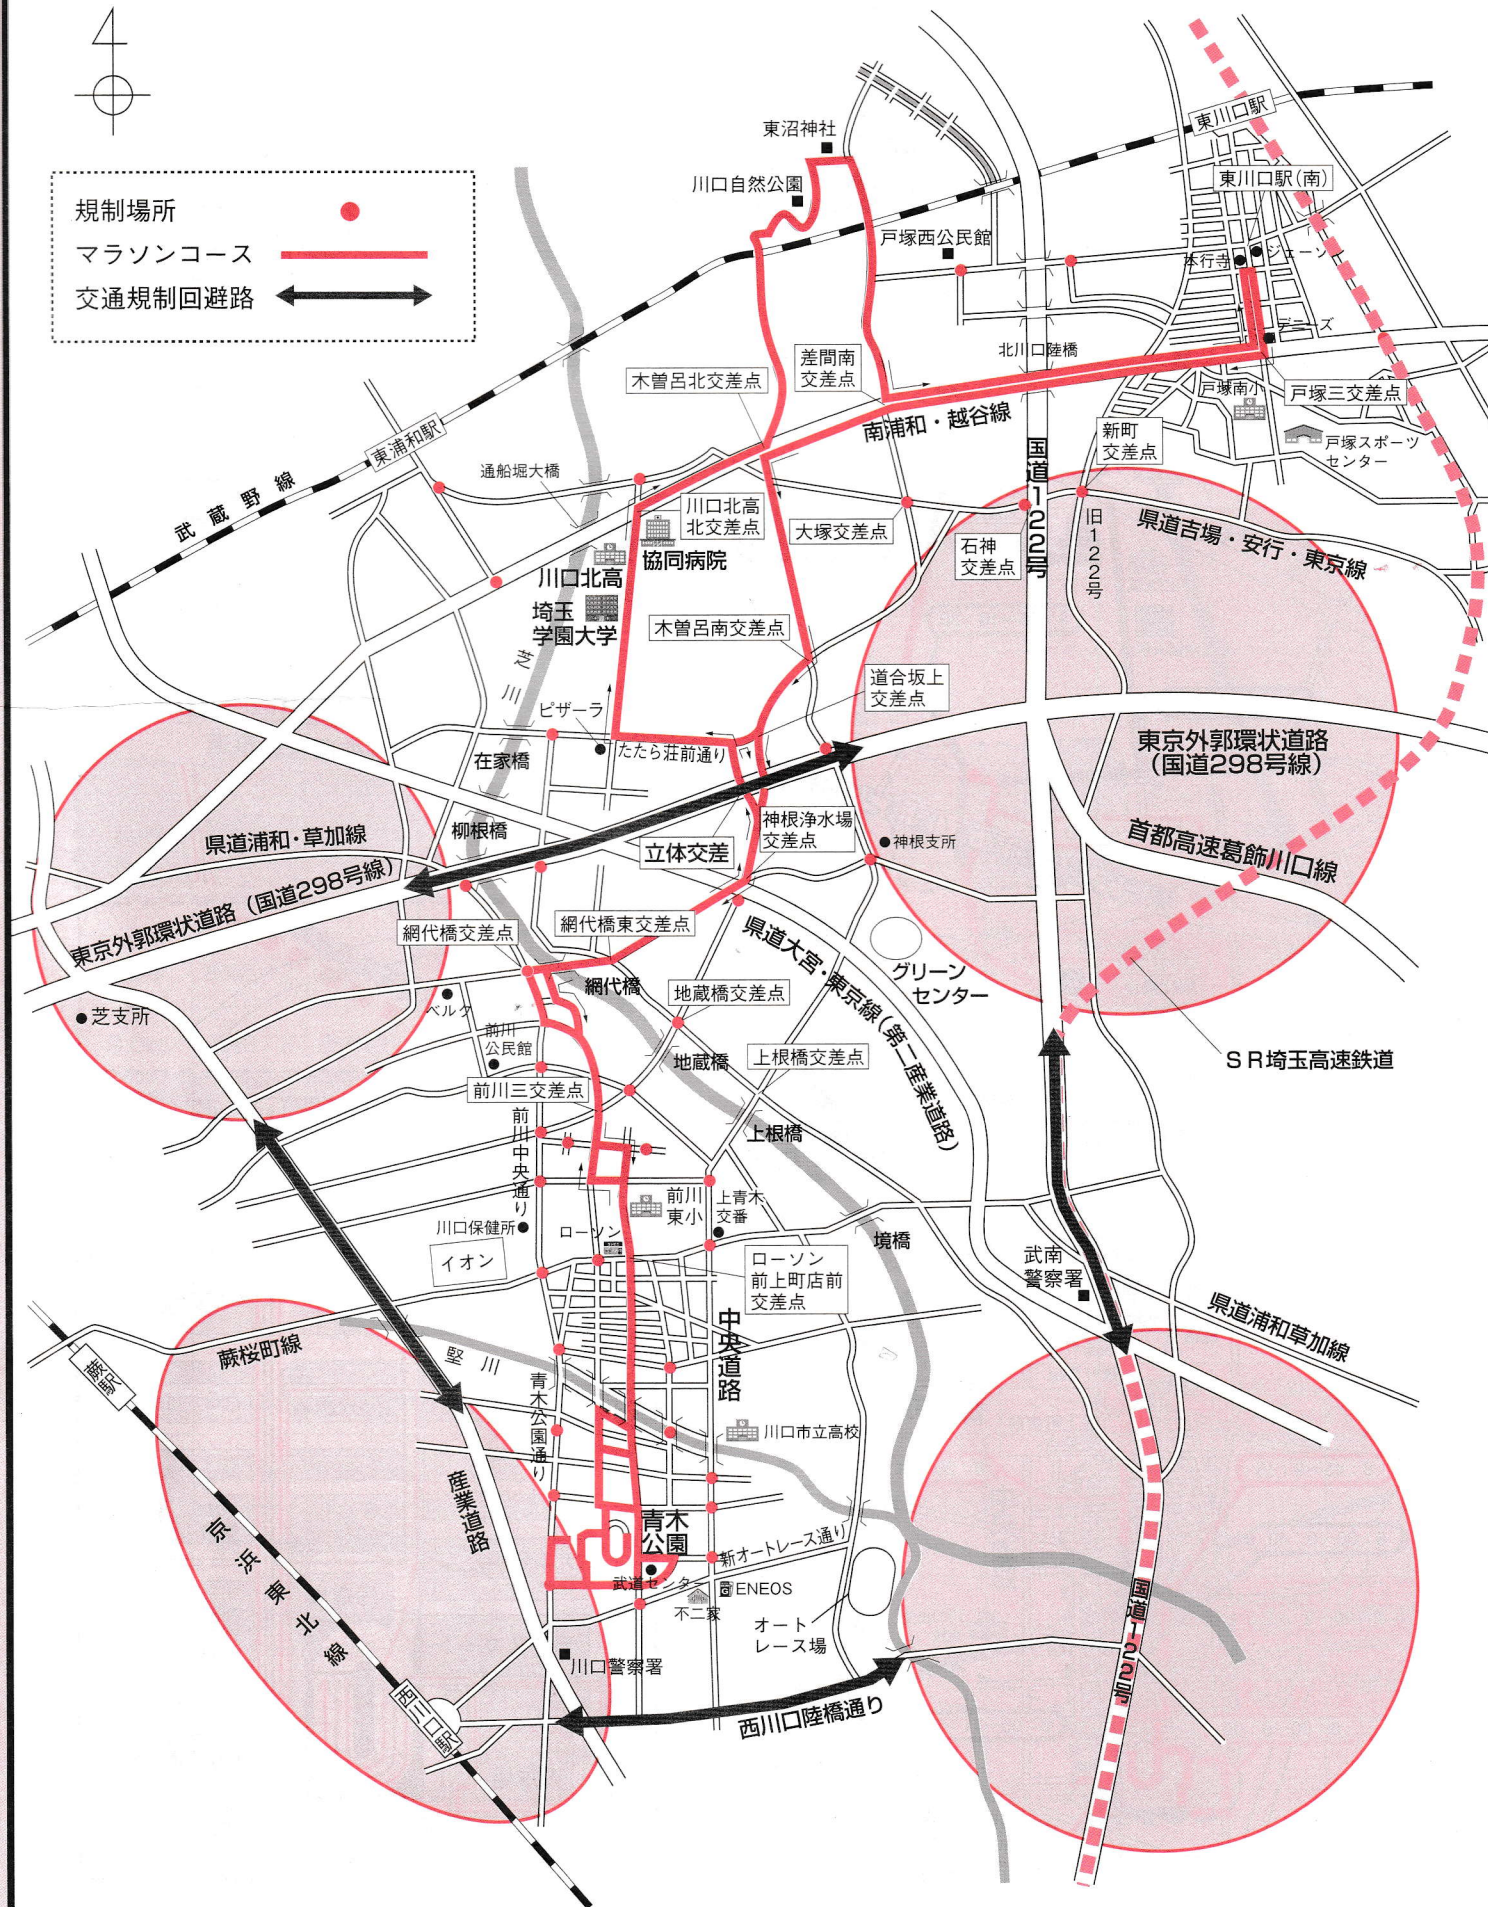 規制場所
マラソンコース
交通規制回避路
東沼神社
川口自然公園
戸塚西公民館
東川口駅
東川口駅(南)
本行寺
ジェーソン
デニーズ
北川口陸橋
差間南
交差点
木曽呂北交差点
南浦和・越谷線
戸塚南小
戸塚三交差点
戸塚スポーツ
センター
新町
交差点
国道122号
旧122号
県道吉場・安行・東京線
東浦和駅
武蔵野線
通船堀大橋
川口北高
北交差点
協同病院
川口北高
埼玉
学園大学
大塚交差点
石神
交差点
木曽呂南交差点
道合坂上
交差点
芝川
ピザーラ
たたら荘前通り
在家橋
柳根橋
東京外郭環状道路
(国道298号線)
首都高速葛飾川口線
県道浦和・草加線
東京外郭環状道路(国道298号線)
立体交差
神根浄水場
交差点
神根支所
網代橋交差点
網代橋東交差点
網代橋
県道大宮・東京線(第二産業道路)
グリーン
センター
芝支所
ベルク
前川
公民館
地蔵橋交差点
地蔵橋
上根橋交差点
上根橋
SR埼玉高速鉄道
前川三交差点
前川中央通り
前川
東小
上青木
交番
川口保健所
イオン
ローソン
ローソン
前上町店前
交差点
境橋
武南
警察署
県道浦和草加線
蕨桜町線
蕨駅
竪川
青木公園通り
中央道路
川口市立高校
産業道路
京浜東北線
青木
公園
新オートレース通り
武道センター
ENEOS
不二家
オート
レース場
川口警察署
西川口駅
西川口陸橋通り
国道122号